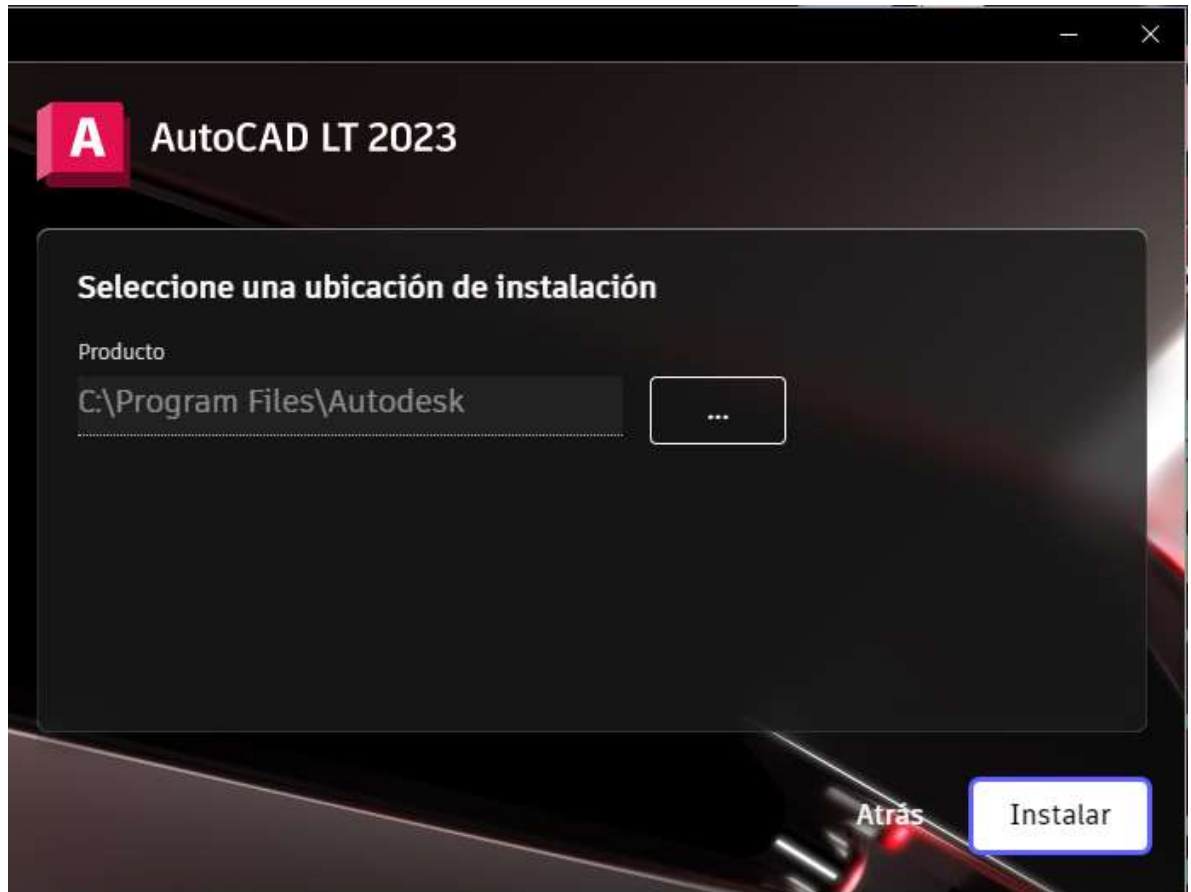 A
AutoCAD LT 2023
Seleccione una ubicación de instalación
Producto
C:\Program Files\Autodesk
...
Atrás
Instalar